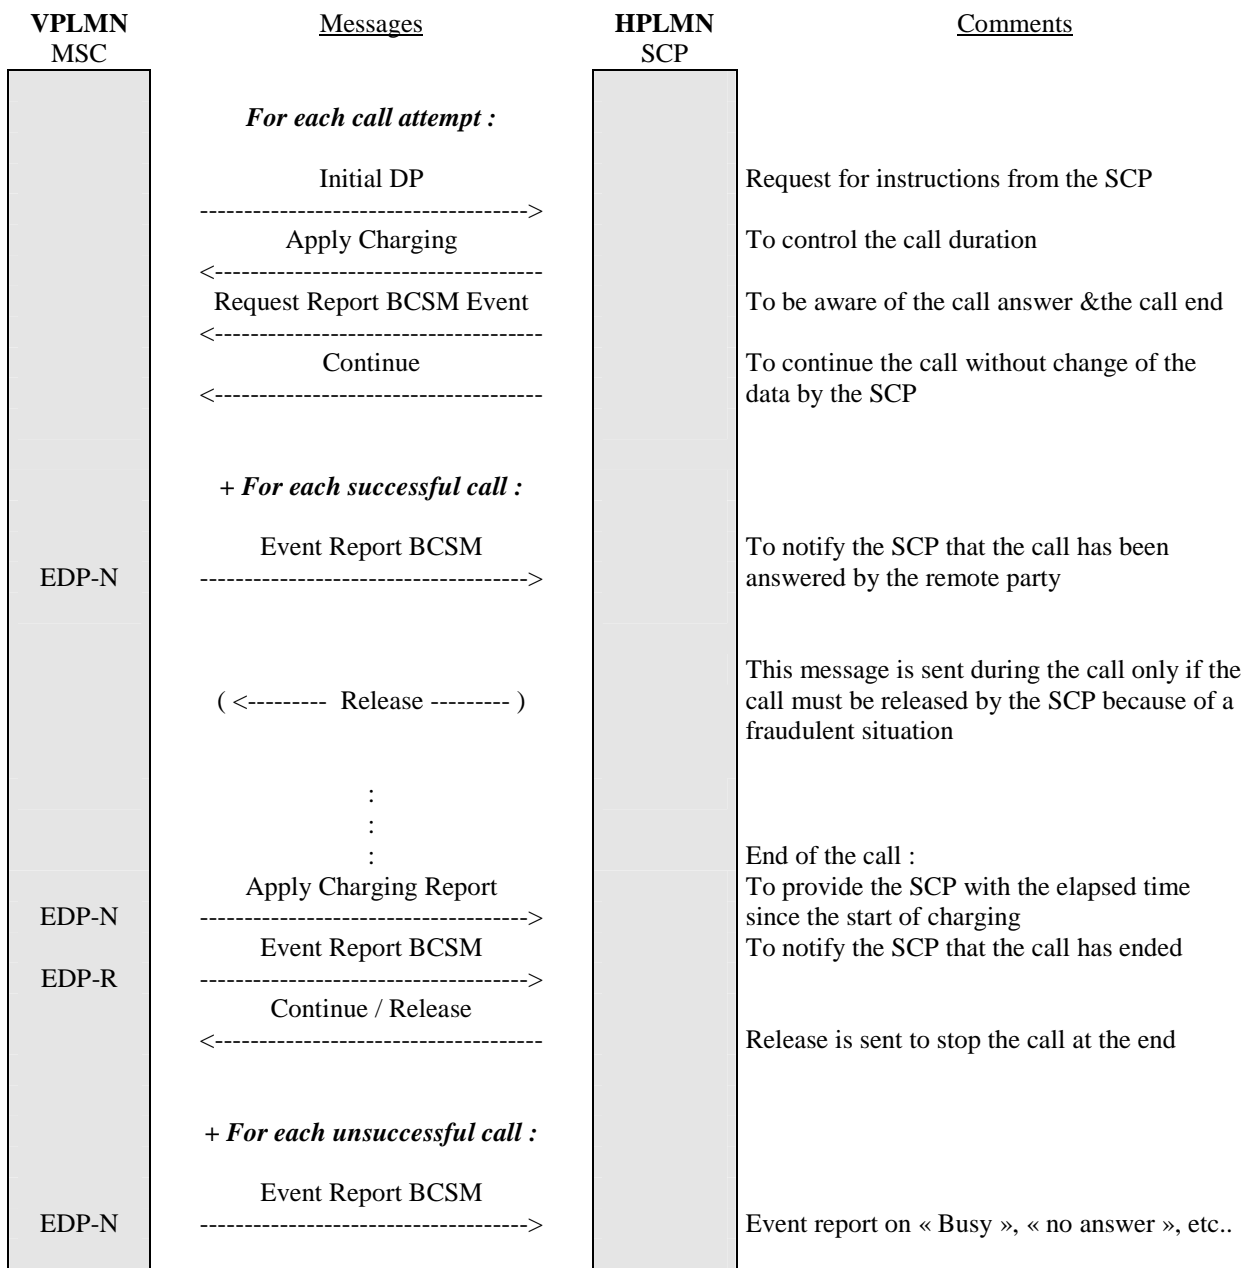 VPLMN Messages HPLMN Comments
MSC SCP
For each call attempt :
Initial DP Request for instructions from the SCP
------------------------------------->
Apply Charging To control the call duration
<-------------------------------------
Request Report BCSM Event To be aware of the call answer &the call end
<-------------------------------------
Continue To continue the call without change of the
<------------------------------------- data by the SCP
+ For each successful call :
Event Report BCSM To notify the SCP that the call has been
EDP-N -------------------------------------> answered by the remote party
This message is sent during the call only if the
( <--------- Release --------- ) call must be released by the SCP because of a
fraudulent situation
:
:
: End of the call :
Apply Charging Report To provide the SCP with the elapsed time
EDP-N -------------------------------------> since the start of charging
Event Report BCSM To notify the SCP that the call has ended
EDP-R ------------------------------------->
Continue / Release
<------------------------------------- Release is sent to stop the call at the end
+ For each unsuccessful call :
Event Report BCSM
EDP-N -------------------------------------> Event report on « Busy », « no answer », etc..